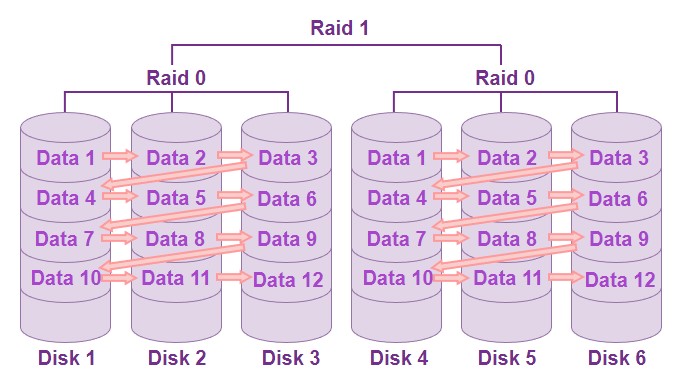 Raid 1
Raid 0 Raid 0
Data 1 Data 2 Data 3 Data 1 Data 2 Data 3
Data 4 Data 5 Data 6 Data 4 Data 5 Data 6
Data 7 Data 8 Data 9 Data 7 Data 8 Data 9
Data 10 Data 11 Data 12 Data 10 Data 11 Data 12
Disk 1 Disk 2 Disk 3 Disk 4 Disk 5 Disk 6